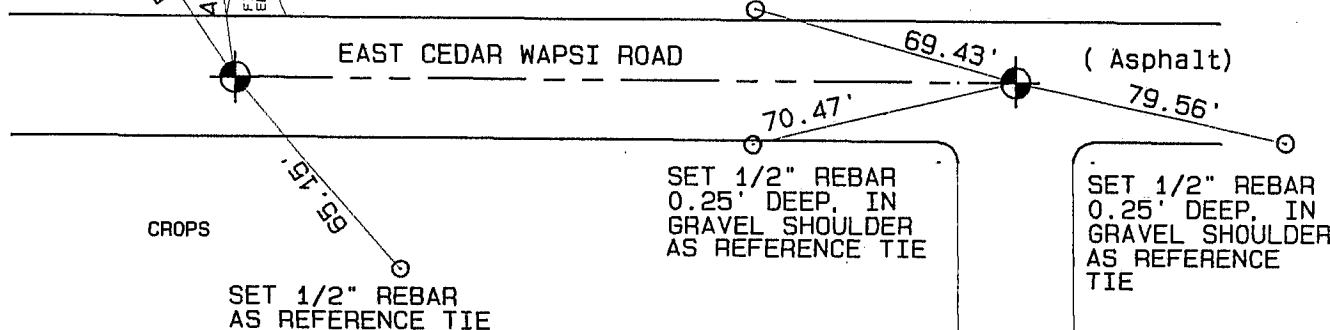 EAST CEDAR WAPSI ROAD
69.43'
( Asphalt)
70.47'
79.56'
65.15'
CROPS
SET 1/2" REBAR
0.25' DEEP, IN
GRAVEL SHOULDER
AS REFERENCE TIE
SET 1/2" REBAR
0.25' DEEP, IN
GRAVEL SHOULDER
AS REFERENCE
TIE
SET 1/2" REBAR
AS REFERENCE TIE